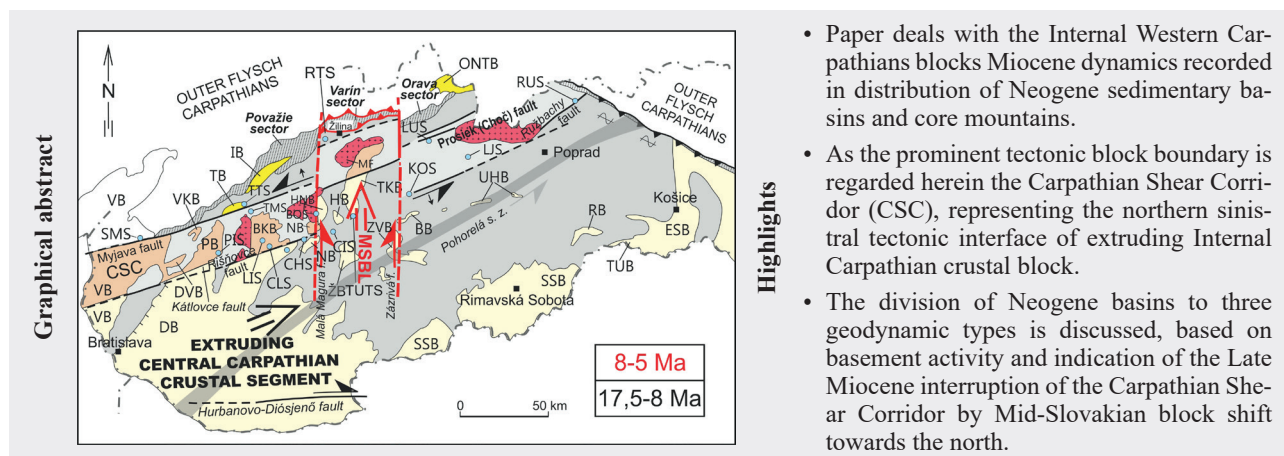 Graphical abstract
N
OUTER FLYSCH
CARPATHIANS
RTS
Varín
sector
Žilina
Orava
sector
ONTB
RUS
OUTER
FLYSCH
CARPATHIANS
Považie
sector
LUS
Prosiek (Choč) fault
Ružbachy
fault
IB
TB
TTS
VB
VKB
TMS
SMS
Myjava fault
MF
LJS
Poprad
KOS
TKB
HNB
BOS
HB
UHB
PIS
BKB
NB
ZVB
BB
Pohorelá s. z.
RB
Košice
ESB
PB
CSC
VB
Rišňovce
fault
LIS
CLS
CHS
CIS
MSBL
Malá Magura f.
Zázrivá f.
DVB
Kátlovce fault
VB
DB
ŽB
TUTS
TUB
SSB
Rimavská Sobota
SSB
Bratislava
EXTRUDING
CENTRAL CARPATHIAN
CRUSTAL SEGMENT
Hurbanovo-Diósjenő fault
0
50 km
8-5 Ma
17,5-8 Ma
Highlights
• Paper deals with the Internal Western Car-
pathians blocks Miocene dynamics recorded
in distribution of Neogene sedimentary ba-
sins and core mountains.
• As the prominent tectonic block boundary is
regarded herein the Carpathian Shear Corri-
dor (CSC), representing the northern sinis-
tral tectonic interface of extruding Internal
Carpathian crustal block.
• The division of Neogene basins to three
geodynamic types is discussed, based on
basement activity and indication of the Late
Miocene interruption of the Carpathian She-
ar Corridor by Mid-Slovakian block shift
towards the north.